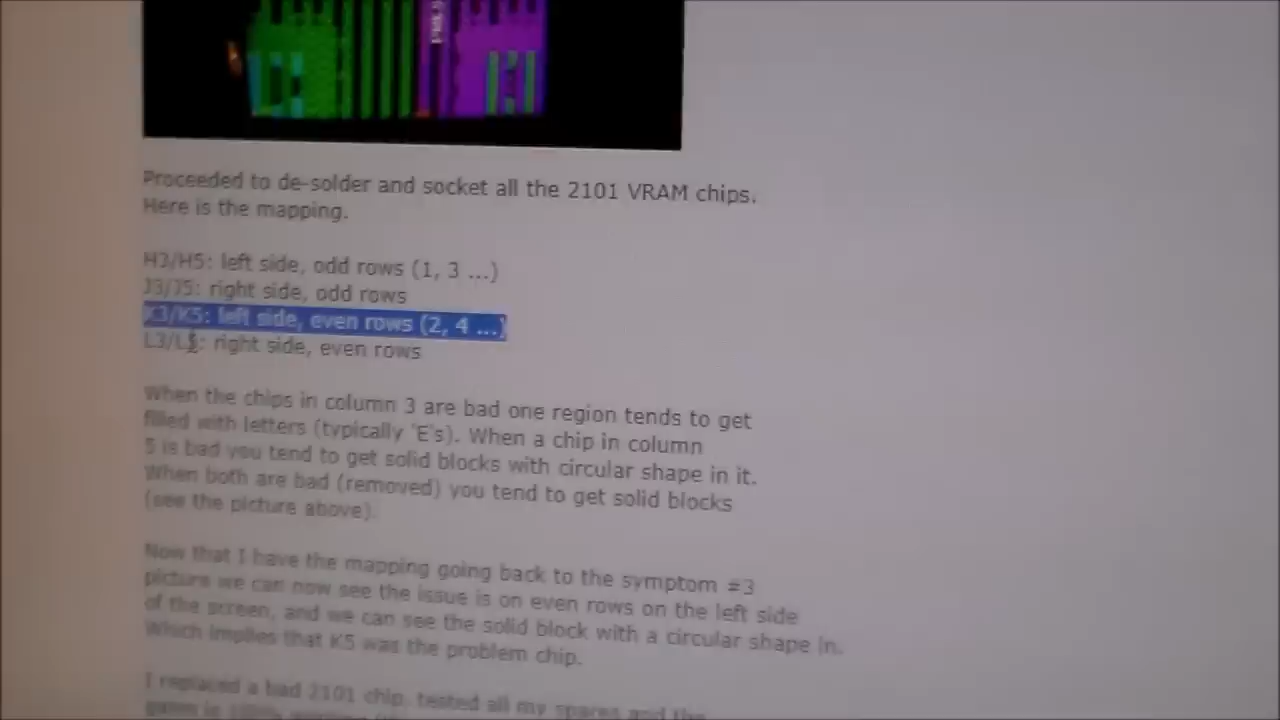 Proceeded to de-solder and socket all the 2101 VRAM chips.
Here is the mapping.
H3/H5: left side, odd rows (1, 3 ...)
J3/J5: right side, odd rows
K3/K5: left side, even rows (2, 4 ...)
L3/L5: right side, even rows
When the chips in column 3 are bad one region tends to get
filled with letters (typically 'E's). When a chip in column
5 is bad you tend to get solid blocks with circular shape in it.
When both are bad (removed) you tend to get solid blocks
(see the picture above).
Now that I have the mapping going back to the symptom #3
picture we can now see the issue is on even rows on the left side
of the screen, and we can see the solid block with a circular shape in.
Which implies that K5 was the problem chip.
I replaced a bad 2101 chip, tested all my spares and the
game is 100%